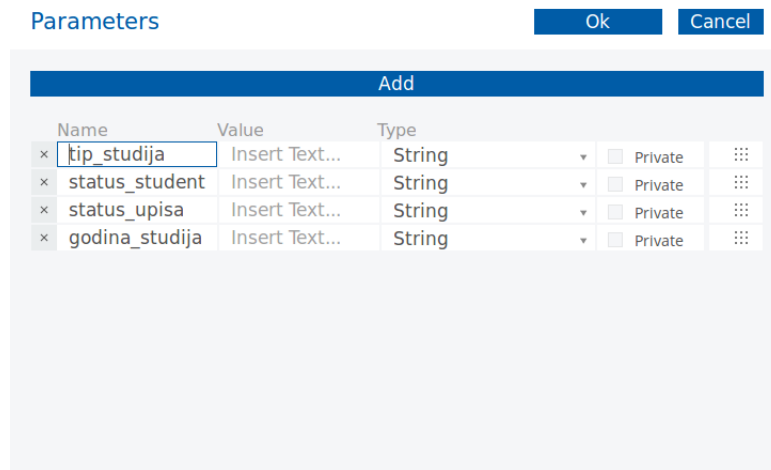 Parameters Ok Cancel
Add
Name Value Type
× tip_studija Insert Text... String Private
× status_student Insert Text... String Private
× status_upisa Insert Text... String Private
× godina_studija Insert Text... String Private